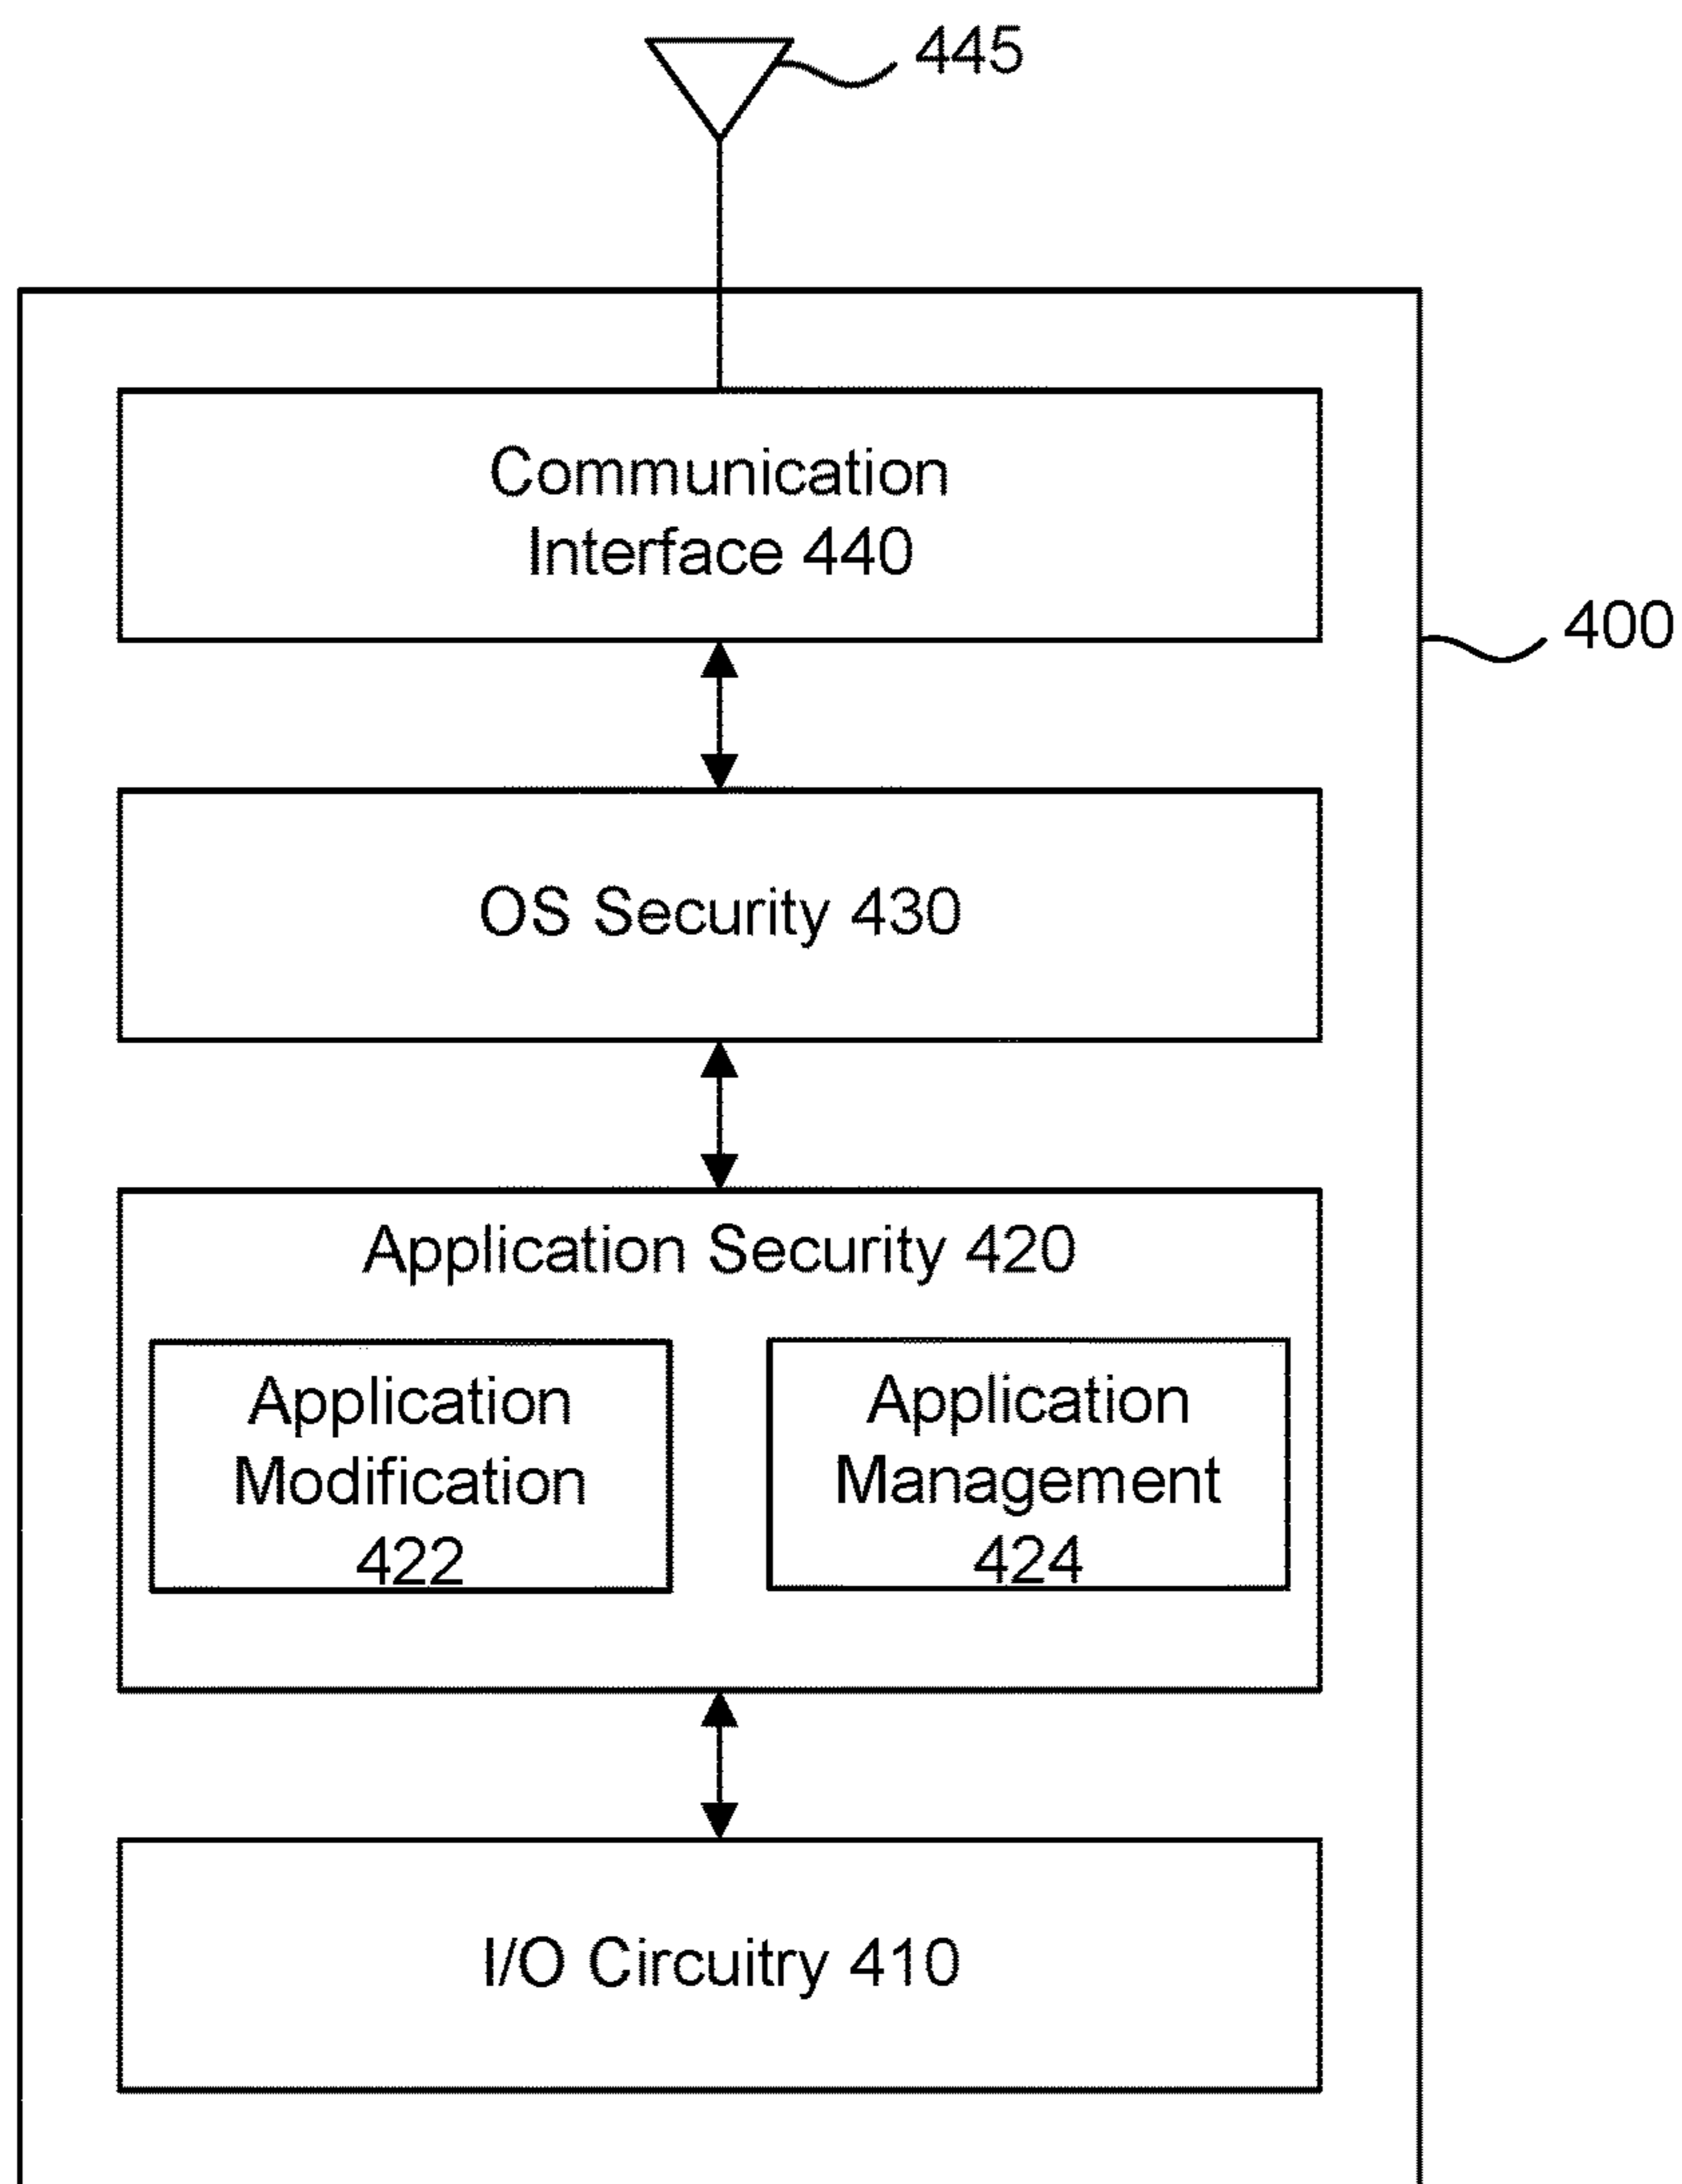 445
Communication
Interface 440
400
OS Security 430
Application Security 420
Application
Modification
422
Application
Management
424
I/O Circuitry 410